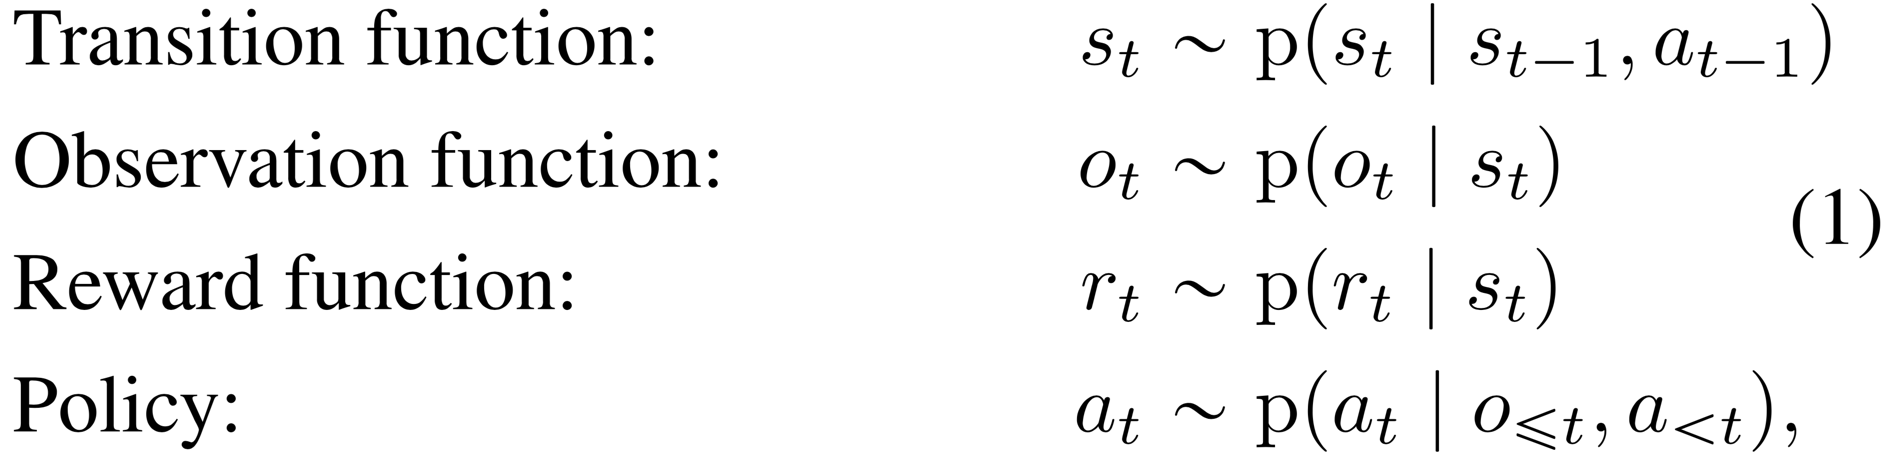 Transition function: s_t ∼ p(s_t | s_{t−1}, a_{t−1})
Observation function: o_t ∼ p(o_t | s_t)
Reward function: r_t ∼ p(r_t | s_t)
Policy: a_t ∼ p(a_t | o_{⩽t}, a_{<t}),
(1)